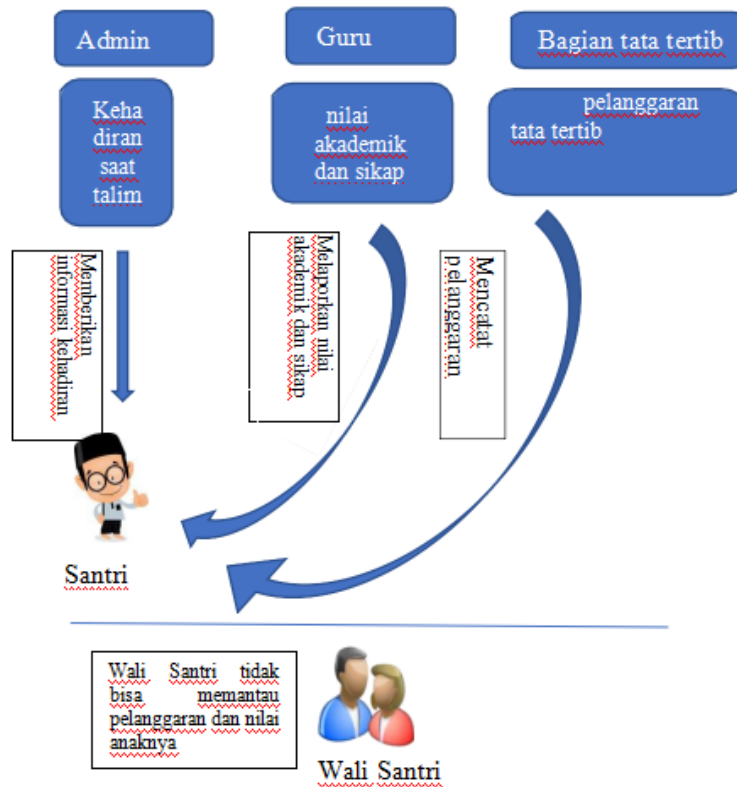 Admin
Guru
Bagian tata tertib
Keha
diran
saat
talim
nilai
akademik
dan sikap
pelanggaran
tata tertib
Memberikan
informasi kehadiran
Melaporkan nilai
akademik dan sikap
Mencatat
pelanggaran
Santri
Wali Santri tidak
bisa memantau
pelanggaran dan nilai
anaknya
Wali Santri